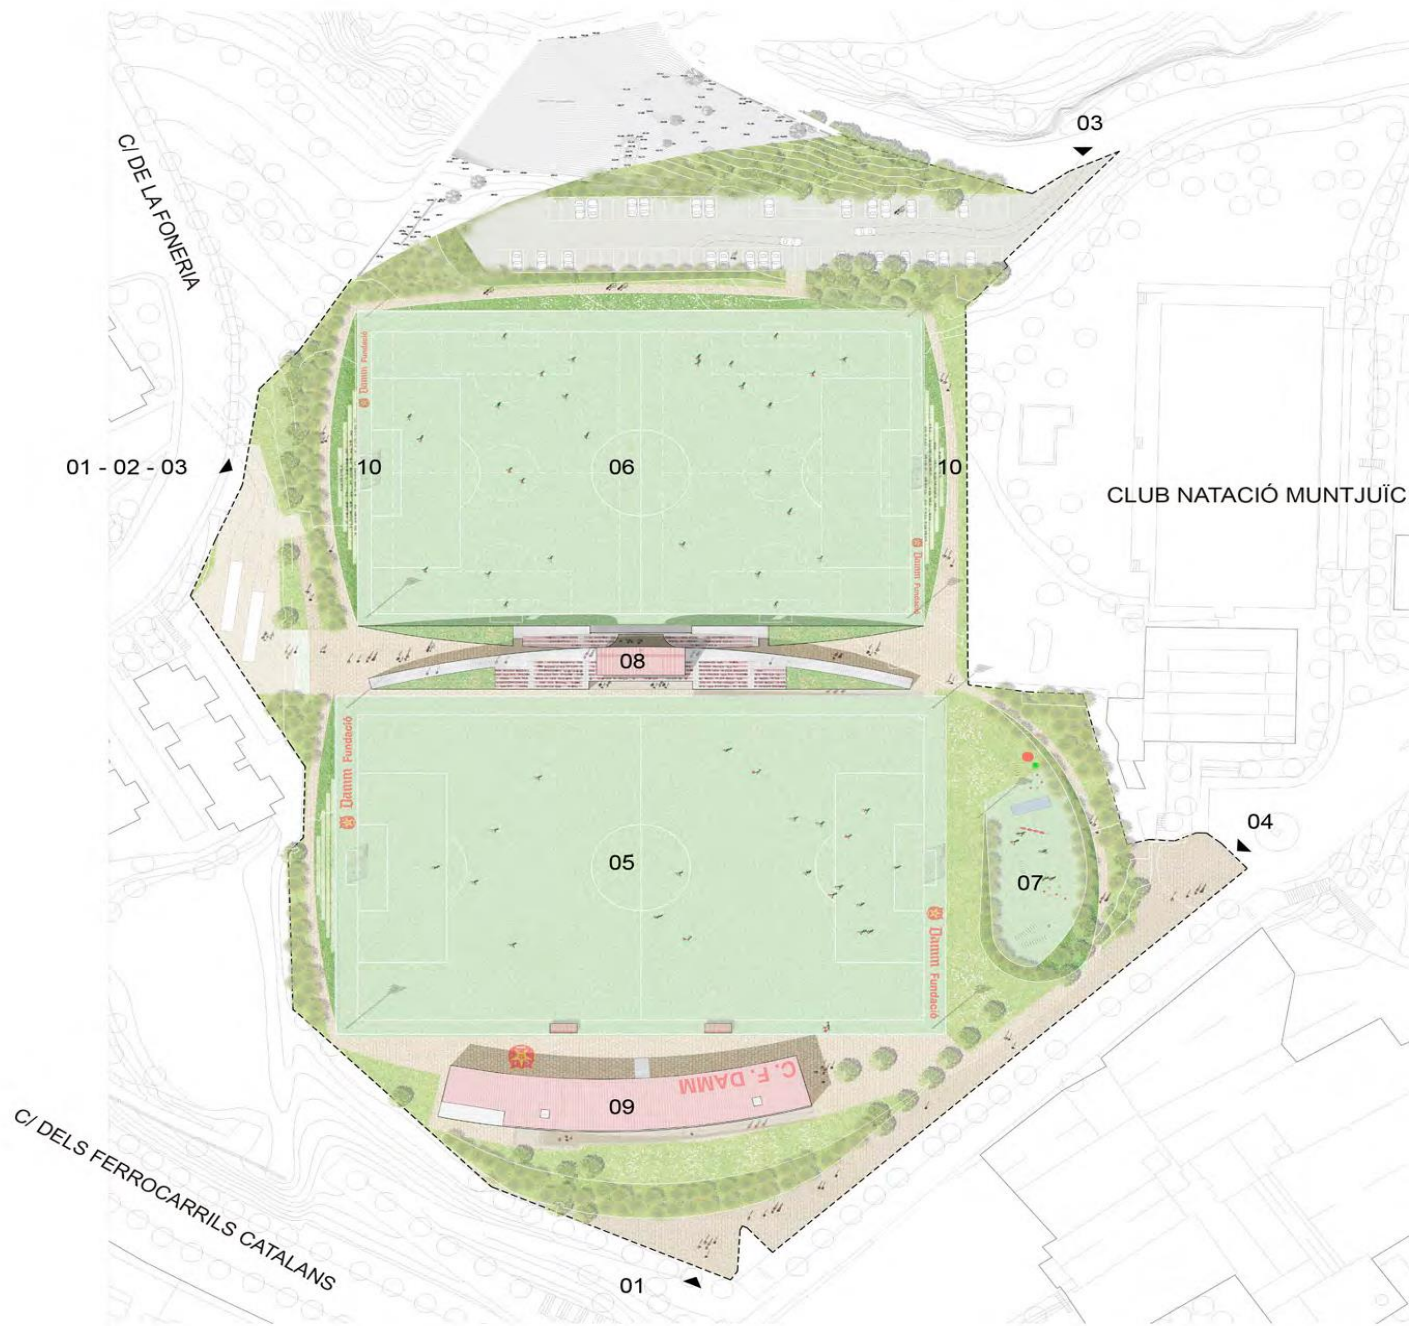 03
C/ DE LA FONERIA
Damm Fundació
01 - 02 - 03
10
06
10
CLUB NATACIÓ MUNTJUÏC
Damm Fundació
08
Damm Fundació
04
05
07
Damm Fundació
C. F. DAMM
09
C/ DELS FERROCARRILS CATALANS
01